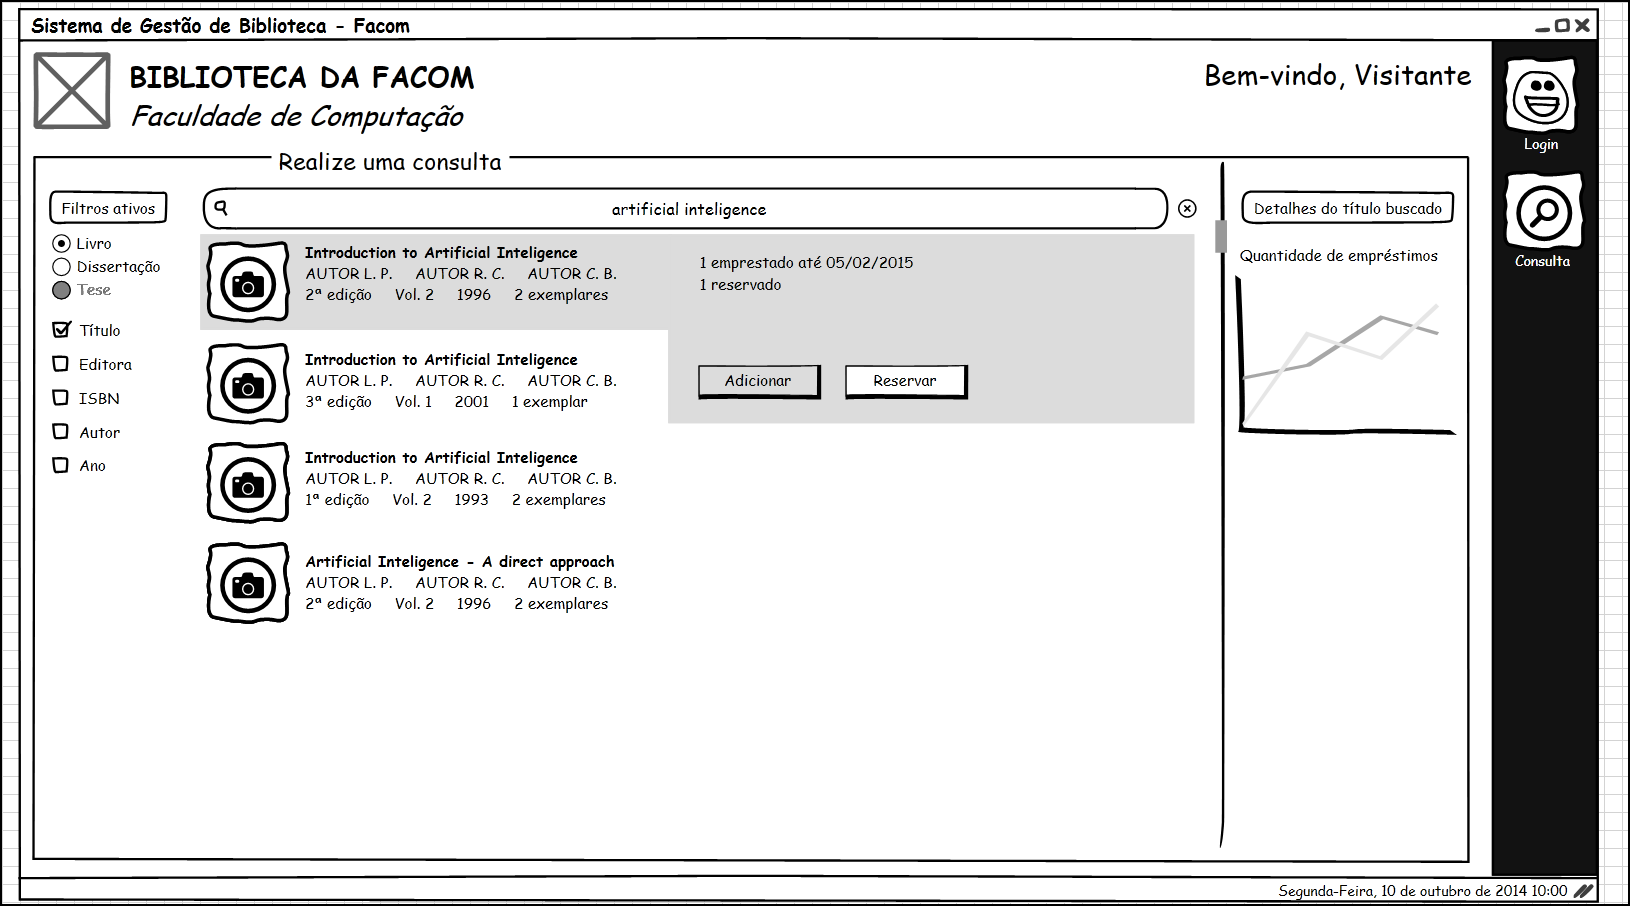 Sistema de Gestão de Biblioteca - Facom
BIBLIOTECA DA FACOM
Faculdade de Computação
Bem-vindo, Visitante
Login
Consulta
Realize uma consulta
Filtros ativos
Livro
Dissertação
Tese
Título
Editora
ISBN
Autor
Ano
artificial inteligence
Introduction to Artificial Inteligence
AUTOR L. P. AUTOR R. C. AUTOR C. B.
2ª edição Vol. 2 1996 2 exemplares
1 emprestado até 05/02/2015
1 reservado
Adicionar Reservar
Introduction to Artificial Inteligence
AUTOR L. P. AUTOR R. C. AUTOR C. B.
3ª edição Vol. 1 2001 1 exemplar
Introduction to Artificial Inteligence
AUTOR L. P. AUTOR R. C. AUTOR C. B.
1ª edição Vol. 2 1993 2 exemplares
Artificial Inteligence - A direct approach
AUTOR L. P. AUTOR R. C. AUTOR C. B.
2ª edição Vol. 2 1996 2 exemplares
Detalhes do título buscado
Quantidade de empréstimos
Segunda-Feira, 10 de outubro de 2014 10:00